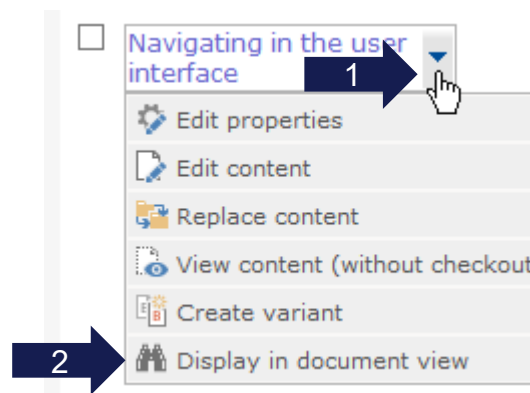 Navigating in the user
interface
1
Edit properties
Edit content
Replace content
View content (without checkout
Create variant
2
Display in document view